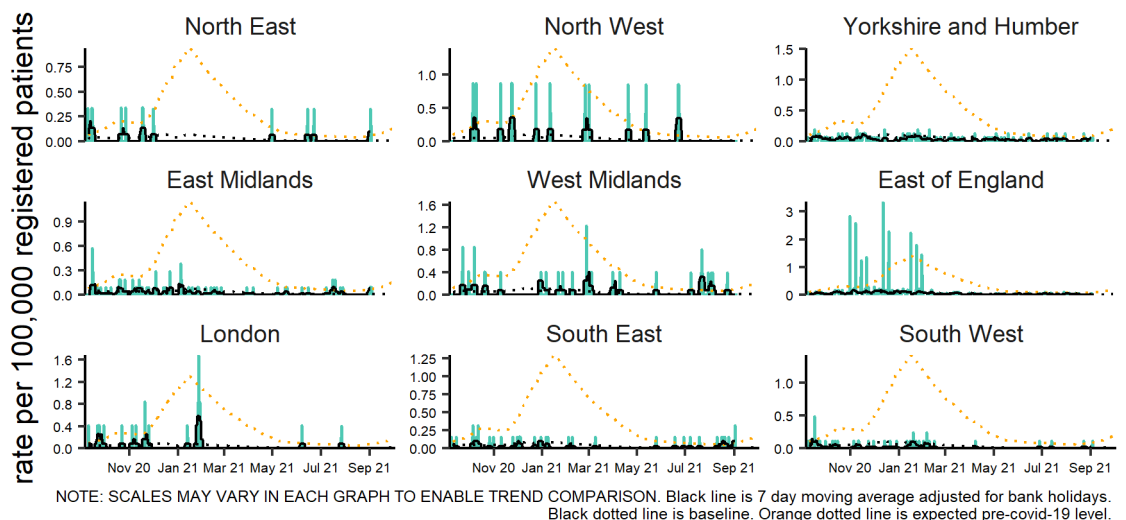 rate per 100,000 registered patients
North East
0.75
0.50
0.25
0.00
North West
1.0
0.5
0.0
Yorkshire and Humber
1.5
1.0
0.5
0.0
East Midlands
0.9
0.6
0.3
0.0
West Midlands
1.6
1.2
0.8
0.4
0.0
East of England
3
2
1
0
London
1.6
1.2
0.8
0.4
0.0
Nov 20 Jan 21 Mar 21 May 21 Jul 21 Sep 21
South East
1.25
1.00
0.75
0.50
0.25
0.00
Nov 20 Jan 21 Mar 21 May 21 Jul 21 Sep 21
South West
1.0
0.5
0.0
Nov 20 Jan 21 Mar 21 May 21 Jul 21 Sep 21
NOTE: SCALES MAY VARY IN EACH GRAPH TO ENABLE TREND COMPARISON. Black line is 7 day moving average adjusted for bank holidays.
Black dotted line is baseline. Orange dotted line is expected pre-covid-19 level.